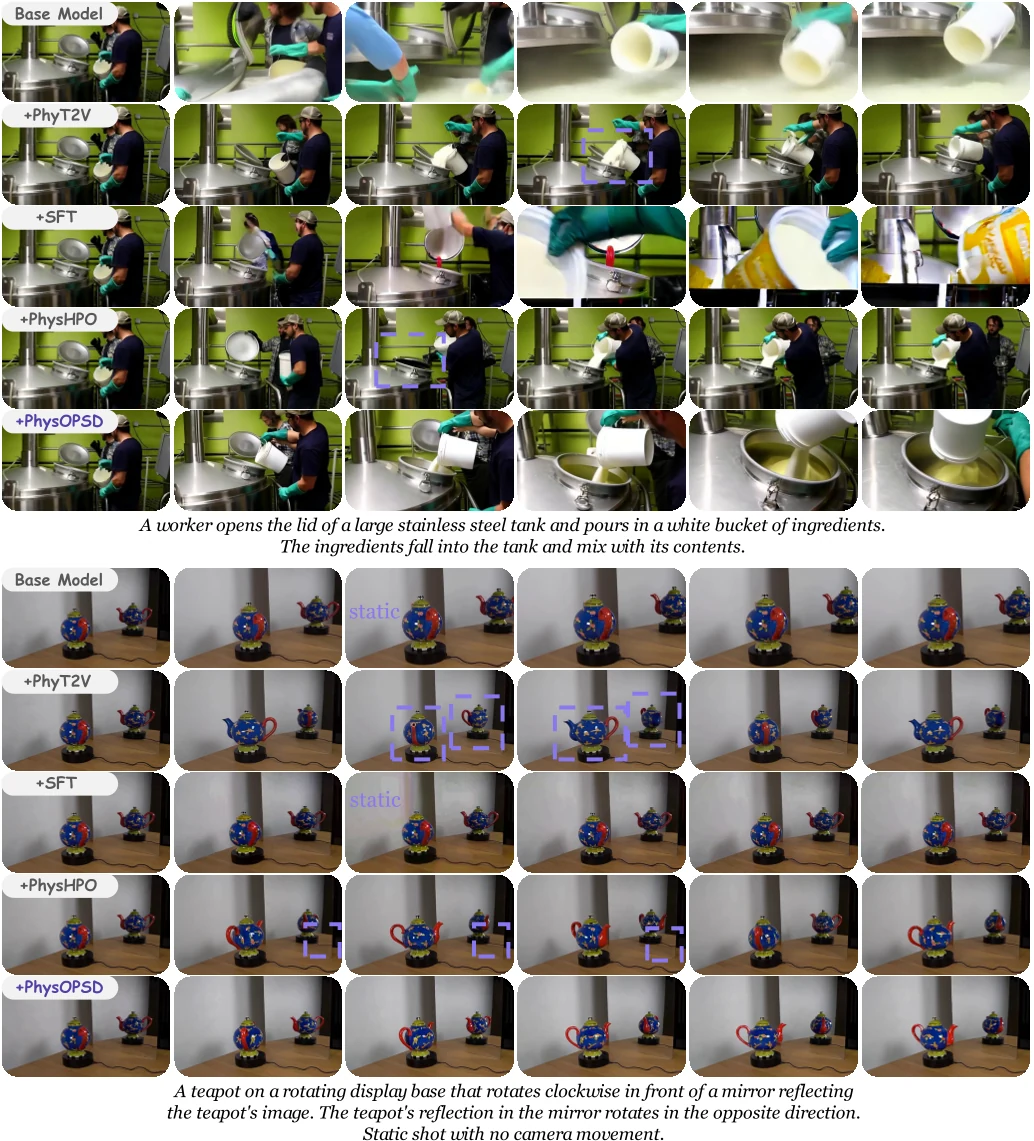 Base Model
+PhyT2V
+SFT
+PhysHPO
+PhysOPSD
A worker opens the lid of a large stainless steel tank and pours in a white bucket of ingredients.
The ingredients fall into the tank and mix with its contents.
Base Model
static
+PhyT2V
+SFT
static
+PhysHPO
+PhysOPSD
A teapot on a rotating display base that rotates clockwise in front of a mirror reflecting
the teapot's image. The teapot's reflection in the mirror rotates in the opposite direction.
Static shot with no camera movement.